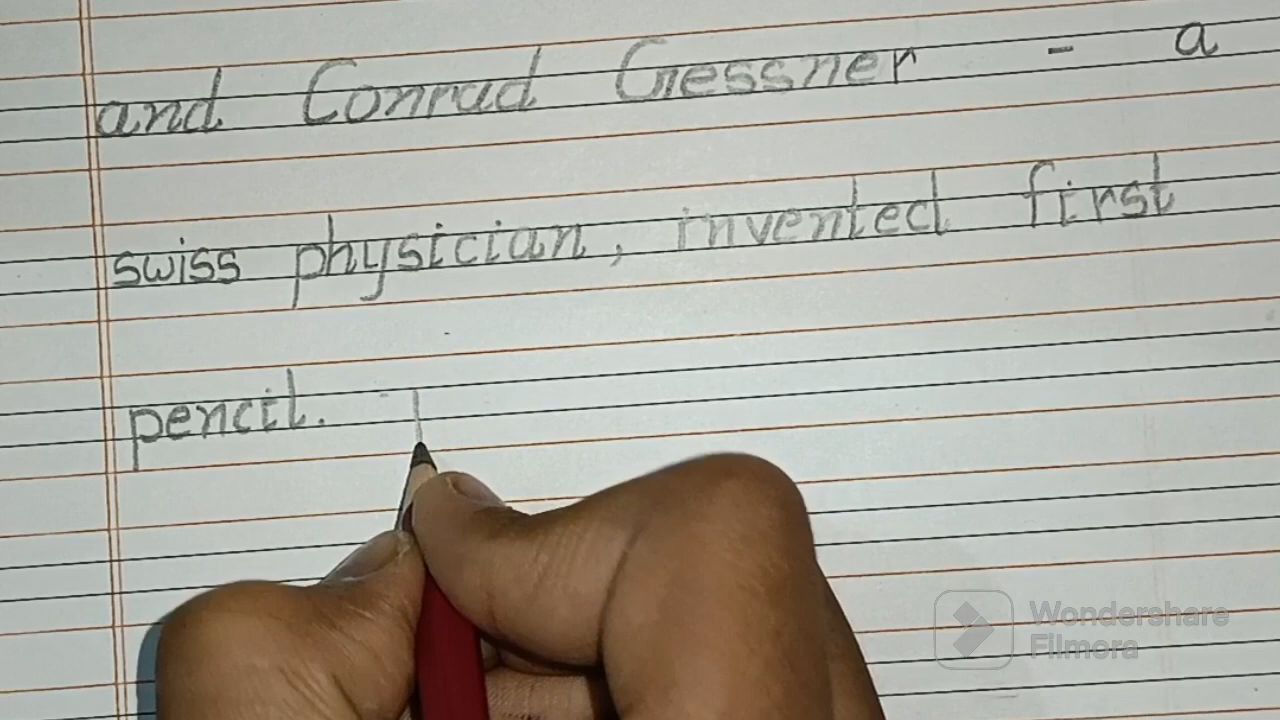 and Conrad Gessner - a
swiss physician, invented first
pencil.
Wondershare
Filmora